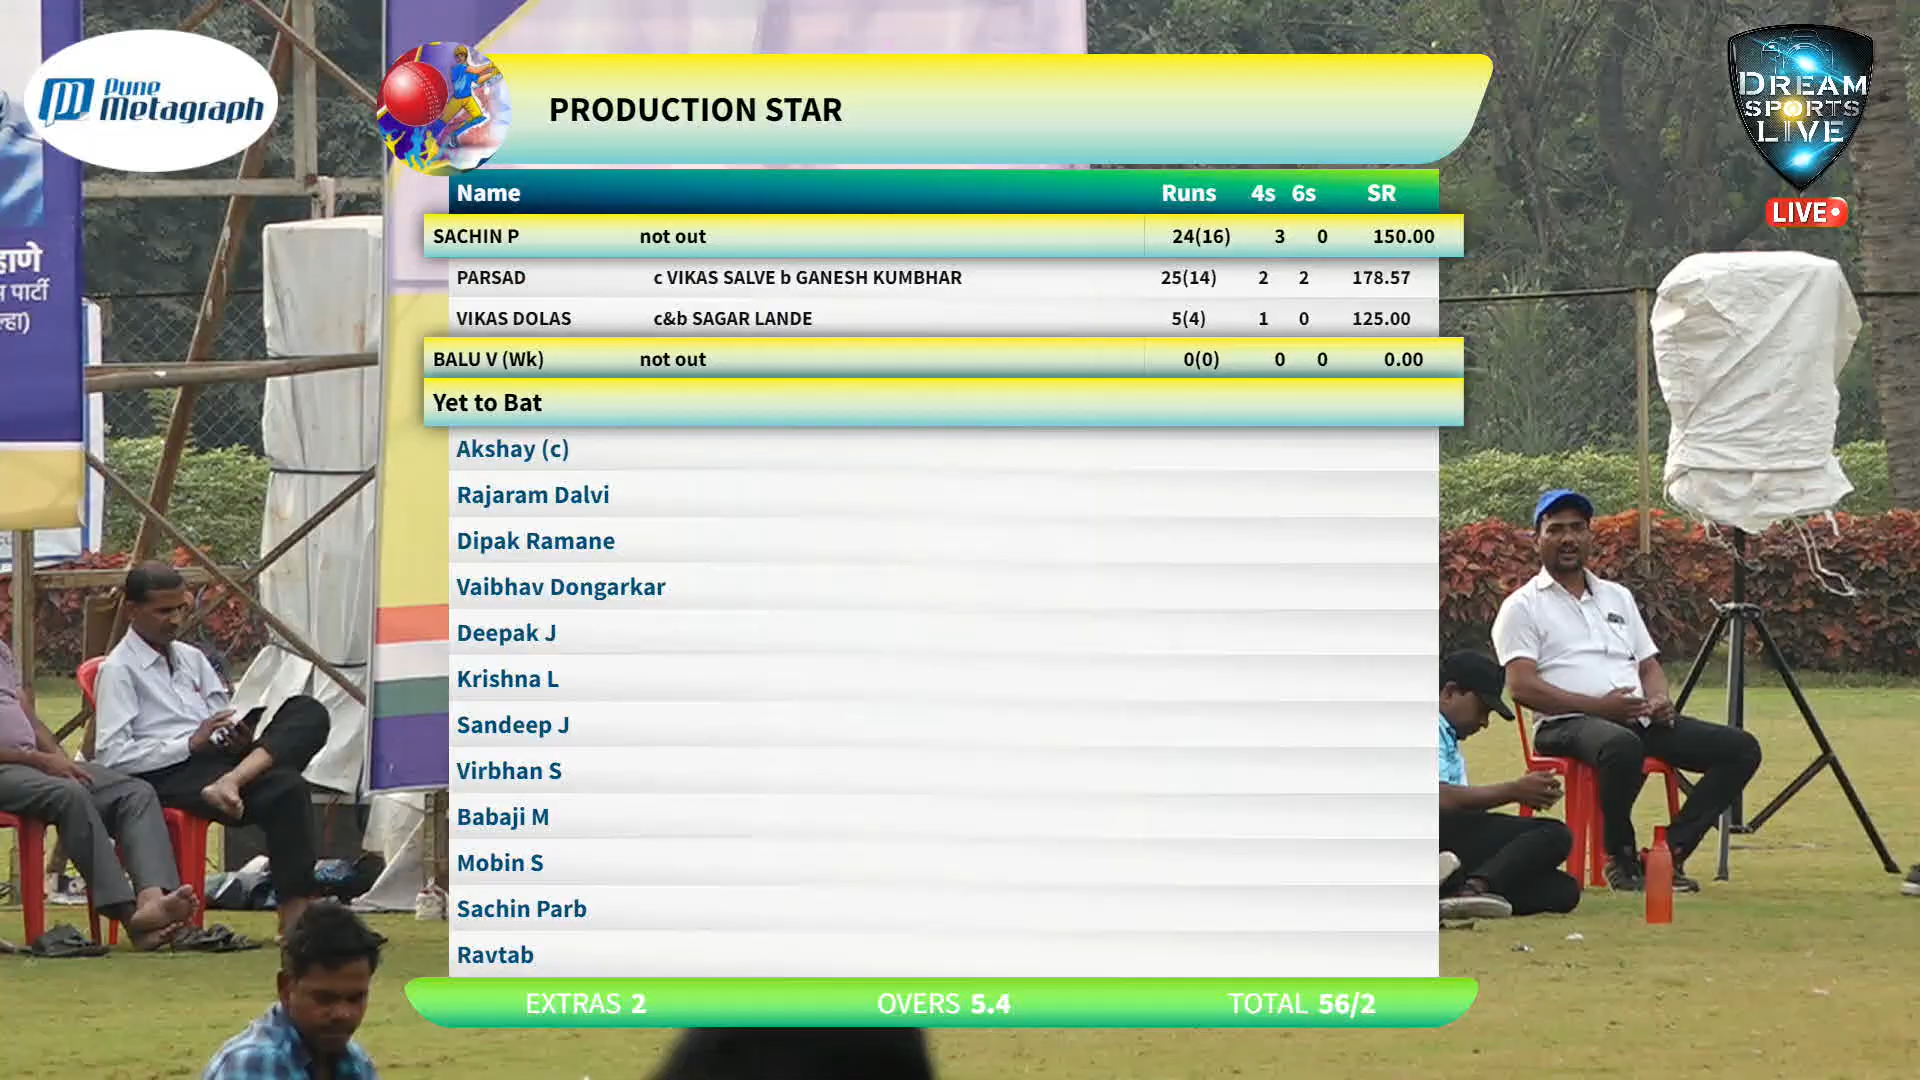 Pune
Metagraph
PRODUCTION STAR
DREAM
SPORTS
LIVE
LIVE
Name Runs 4s 6s SR
SACHIN P not out 24(16) 3 0 150.00
PARSAD c VIKAS SALVE b GANESH KUMBHAR 25(14) 2 2 178.57
VIKAS DOLAS c&b SAGAR LANDE 5(4) 1 0 125.00
BALU V (Wk) not out 0(0) 0 0 0.00
Yet to Bat
Akshay (c)
Rajaram Dalvi
Dipak Ramane
Vaibhav Dongarkar
Deepak J
Krishna L
Sandeep J
Virbhan S
Babaji M
Mobin S
Sachin Parb
Ravtab
EXTRAS 2 OVERS 5.4 TOTAL 56/2
पार्टी